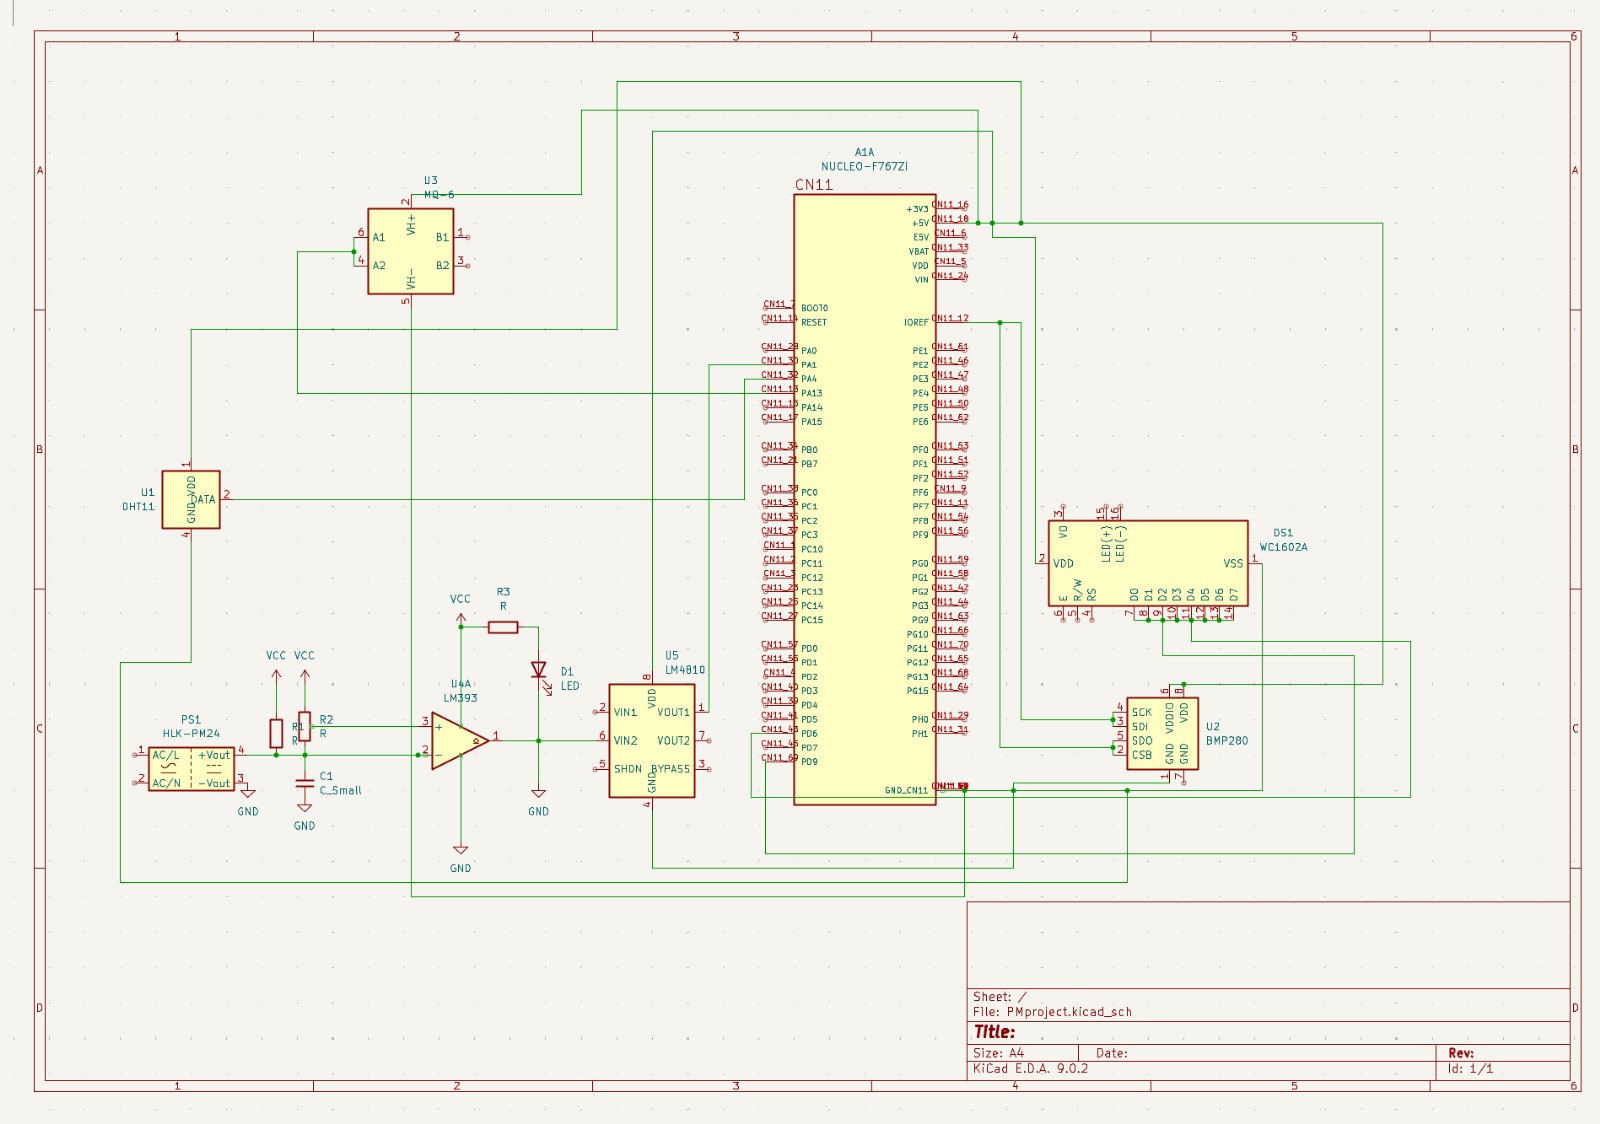 1 2 3 4 5 6
A A
B B
C C
D D
1 2 3 4 5 6
U3
MQ-6
2
VH+
6 A1 B1 1
4 A2 B2 3
VH-
5
A1A
NUCLEO-F767ZI
CN11
+3V3 CN11_16
+5V CN11_18
E5V CN11_6
VBAT CN11_33
VDD CN11_5
VIN CN11_24
CN11_7 BOOT0
CN11_14 RESET
IOREF CN11_12
PA0
CN11_30 PA1
CN11_32 PA4
CN11_13 PA13
CN11_15 PA14
CN11_17 PA15
CN11_34 PB0
CN11_21 PB7
CN11_38 PC0
CN11_36 PC1
CN11_35 PC2
CN11_37 PC3
CN11_1 PC10
CN11_2 PC11
CN11_3 PC12
CN11_23 PC13
CN11_25 PC14
CN11_27 PC15
CN11_57 PD0
CN11_55 PD1
CN11_4 PD2
CN11_40 PD3
CN11_39 PD4
CN11_41 PD5
CN11_43 PD6
CN11_45 PD7
CN11_69 PD9
PE1 CN11_61
PE2 CN11_46
PE3 CN11_47
PE4 CN11_48
PE5 CN11_50
PE6 CN11_62
PF0 CN11_53
PF1 CN11_51
PF2 CN11_52
PF6 CN11_9
PF7 CN11_11
PF8 CN11_54
PF9 CN11_56
PG0 CN11_59
PG1 CN11_58
PG2 CN11_42
PG3 CN11_44
PG9 CN11_63
PG10 CN11_66
PG11 CN11_70
PG12 CN11_65
PG13 CN11_68
PG15 CN11_64
PH0 CN11_29
PH1 CN11_31
GND_CN11
U1
DHT11
1
VDD
DATA 2
GND
4
DS1
WC1602A
3 15 16
VO LED(+) LED(-)
2 VDD VSS 1
E R/W RS D0 D1 D2 D3 D4 D5 D6 D7
6 5 4 7 8 9 10 11 12 13 14
U2
BMP280
6 8
VDDIO VDD
4 SCK
3 SDI
5 SDO
2 CSB
GND GND
1 7
PS1
HLK-PM24
1 AC/L +Vout 4
2 AC/N -Vout 3
GND
VCC VCC
R1
R
R2
R
C1
C_Small
GND
VCC
R3
R
D1
LED
U4A
LM393
3 +
2 -
1
GND
GND
U5
LM4810
8
VDD
2 VIN1 VOUT1 1
6 VIN2 VOUT2 7
5 SHDN BYPASS 3
GND
4
Sheet: /
File: PMproject.kicad_sch
Title:
Size: A4 Date: Rev:
KiCad E.D.A. 9.0.2 Id: 1/1